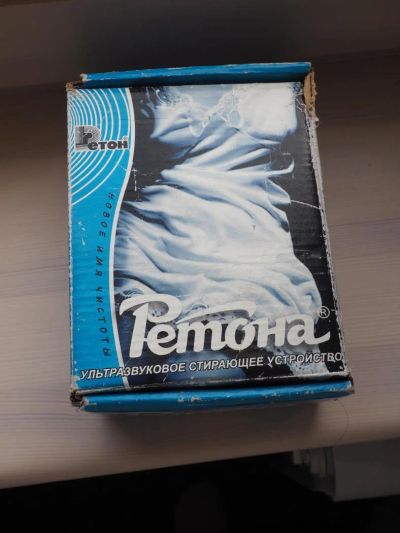 Ретон
НОВОЕ ИМЯ ЧИСТОТЫ
Ретона®
УЛЬТРАЗВУКОВОЕ СТИРАЮЩЕЕ УСТРОЙСТВО